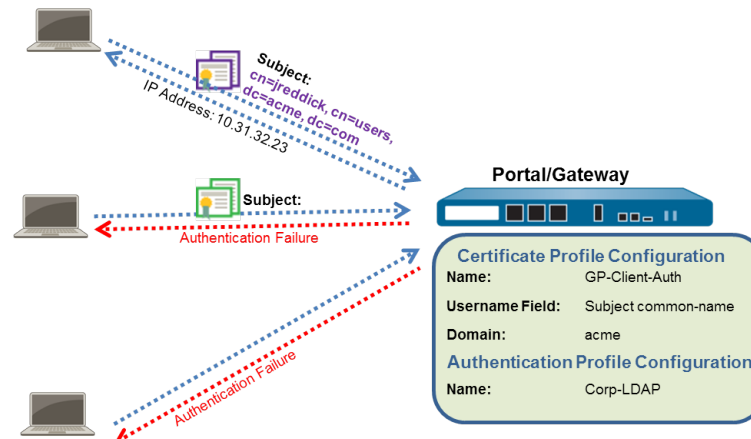 Subject:
cn=jreddick, cn=users,
dc=acme, dc=com
IP Address: 10.31.32.23
Portal/Gateway
Subject:
Authentication Failure
Certificate Profile Configuration
Name: GP-Client-Auth
Username Field: Subject common-name
Domain: acme
Authentication Profile Configuration
Name: Corp-LDAP
Authentication Failure